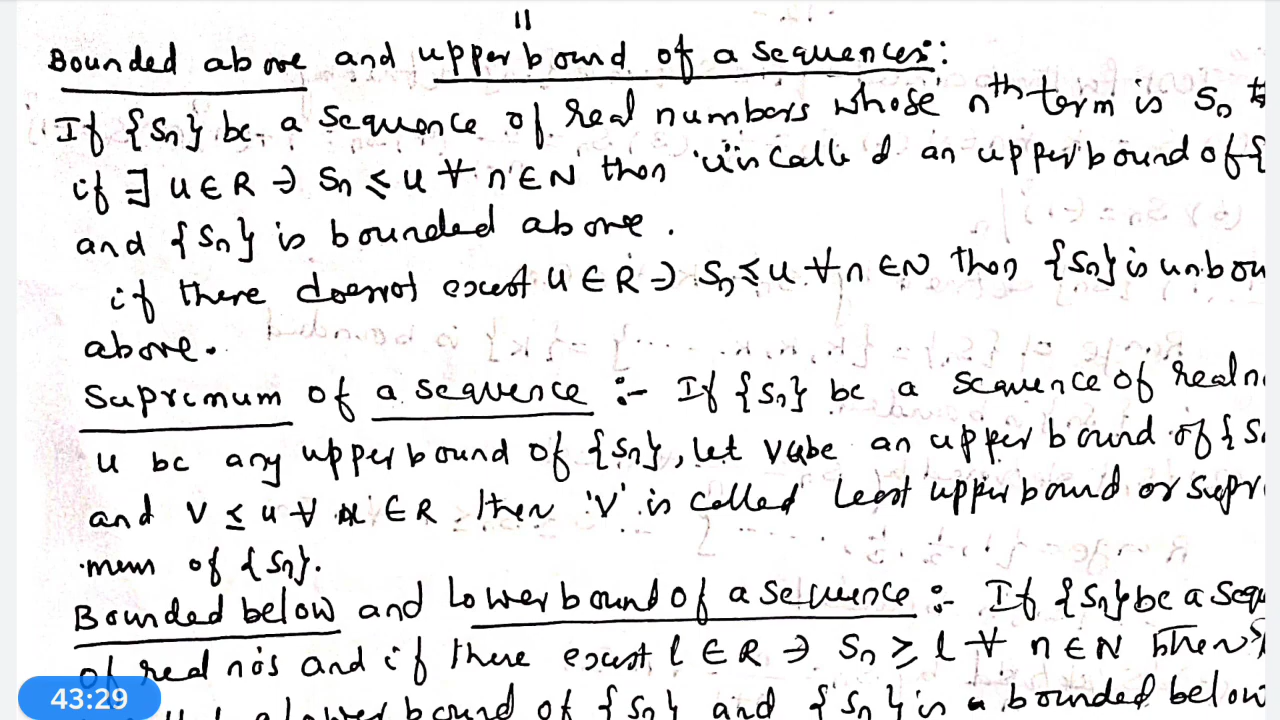 11
Bounded above and upper bound of a sequences:
If {Sn} be a sequence of real numbers whose nth term is Sn
if ∃ u ∈ R ∋ Sn ≤ u ∀ n ∈ N then 'u' is called an upper bound of {
and {Sn} is bounded above.
if there does not exist u ∈ R ∋ Sn ≤ u ∀ n ∈ N then {Sn} is unbou
above.
Supremum of a sequence :- If {Sn} be a sequence of real n
u be any upper bound of {Sn}, let v be an upper bound of {S
and v ≤ u ∀ ∈ R then 'v' is called least upper bound or supr
mum of {Sn}.
Bounded below and Lower bound of a sequence :- If {Sn} be a sequ
of real nos and if there exist l ∈ R ∋ Sn ≥ l ∀ n ∈ N then
a lower bound of {Sn} and {Sn} is a bounded below
43:29